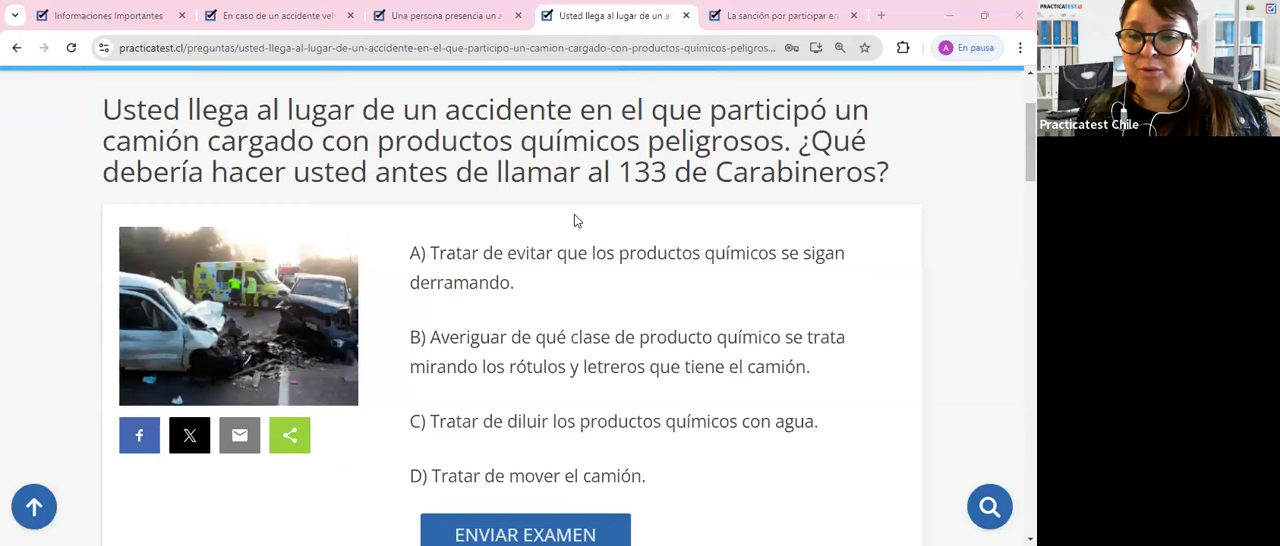 Informaciones Importantes
En caso de un accidente veh
Una persona presencia un a
Usted llega al lugar de un ac
La sanción por participar en
PRACTICATEST.cl
practicatest.cl/preguntas/usted-llega-al-lugar-de-un-accidente-en-el-que-participo-un-camion-cargado-con-productos-quimicos-peligros...
A
En pausa
Practicatest Chile
Usted llega al lugar de un accidente en el que participó un
camión cargado con productos químicos peligrosos. ¿Qué
debería hacer usted antes de llamar al 133 de Carabineros?
A) Tratar de evitar que los productos químicos se sigan
derramando.
B) Averiguar de qué clase de producto químico se trata
mirando los rótulos y letreros que tiene el camión.
C) Tratar de diluir los productos químicos con agua.
D) Tratar de mover el camión.
ENVIAR EXAMEN